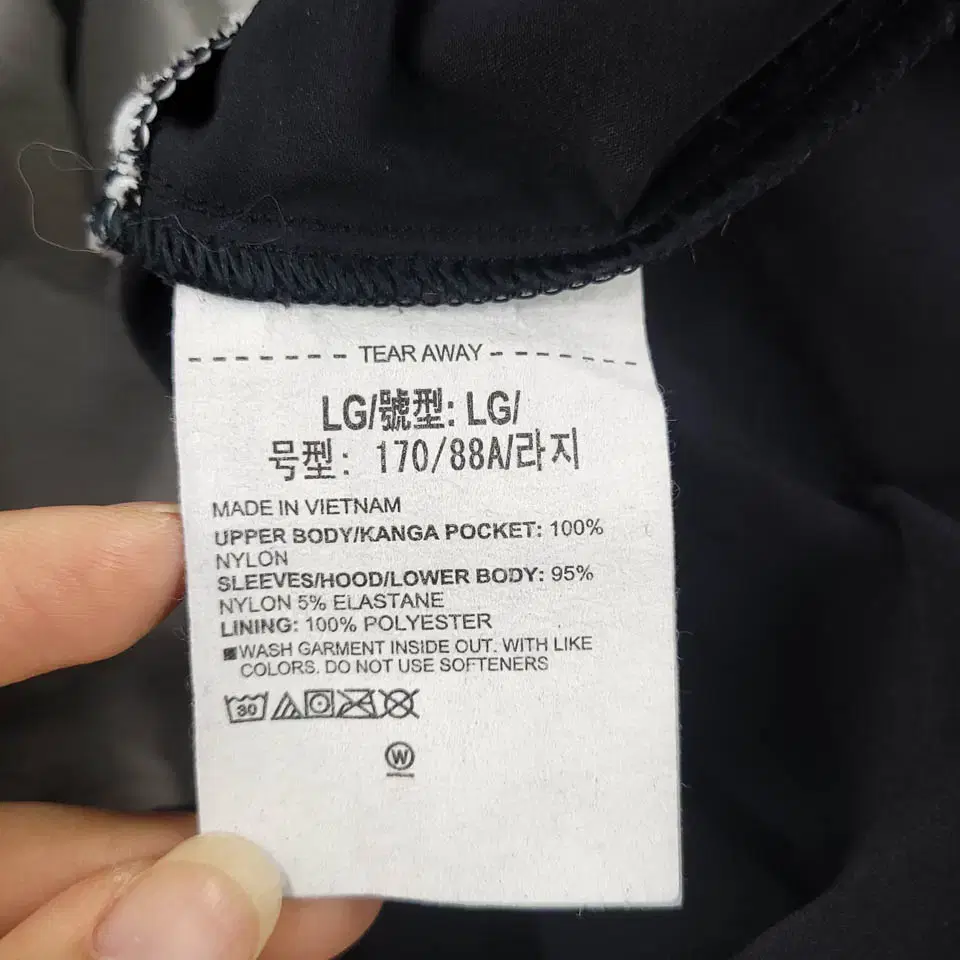 TEAR AWAY
LG/號型: LG/
号型: 170/88A/라지
MADE IN VIETNAM
UPPER BODY/KANGA POCKET: 100%
NYLON
SLEEVES/HOOD/LOWER BODY: 95%
NYLON 5% ELASTANE
LINING: 100% POLYESTER
WASH GARMENT INSIDE OUT. WITH LIKE
COLORS. DO NOT USE SOFTENERS
30
W